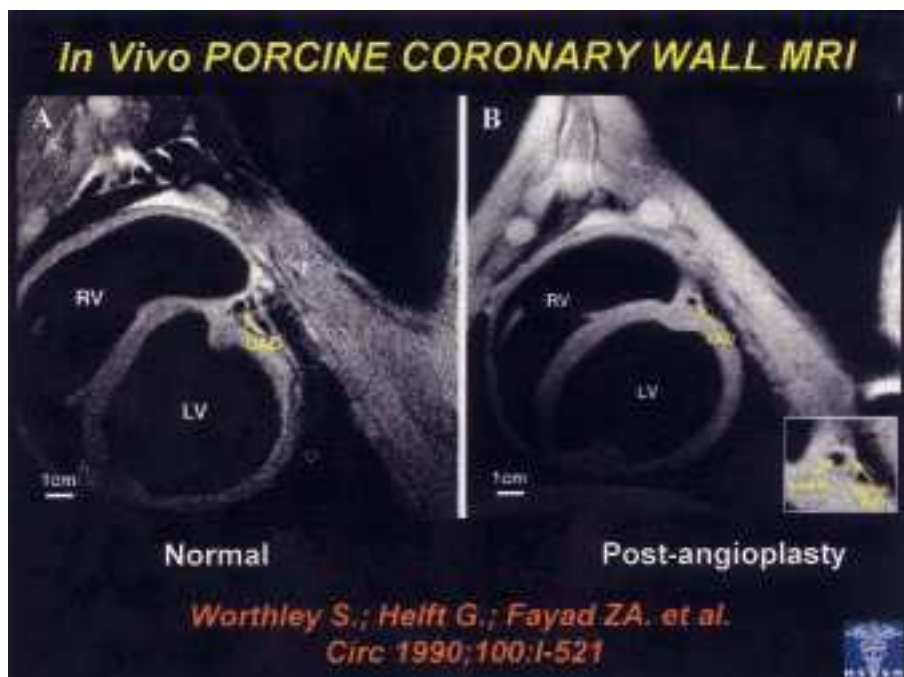 In Vivo PORCINE CORONARY WALL MRI
A
B
RV
LAD
LV
1cm
RV
LV
1cm
Normal
Post-angioplasty
Worthley S.; Helft G.; Fayad ZA. et al.
Circ 1990;100:I-521